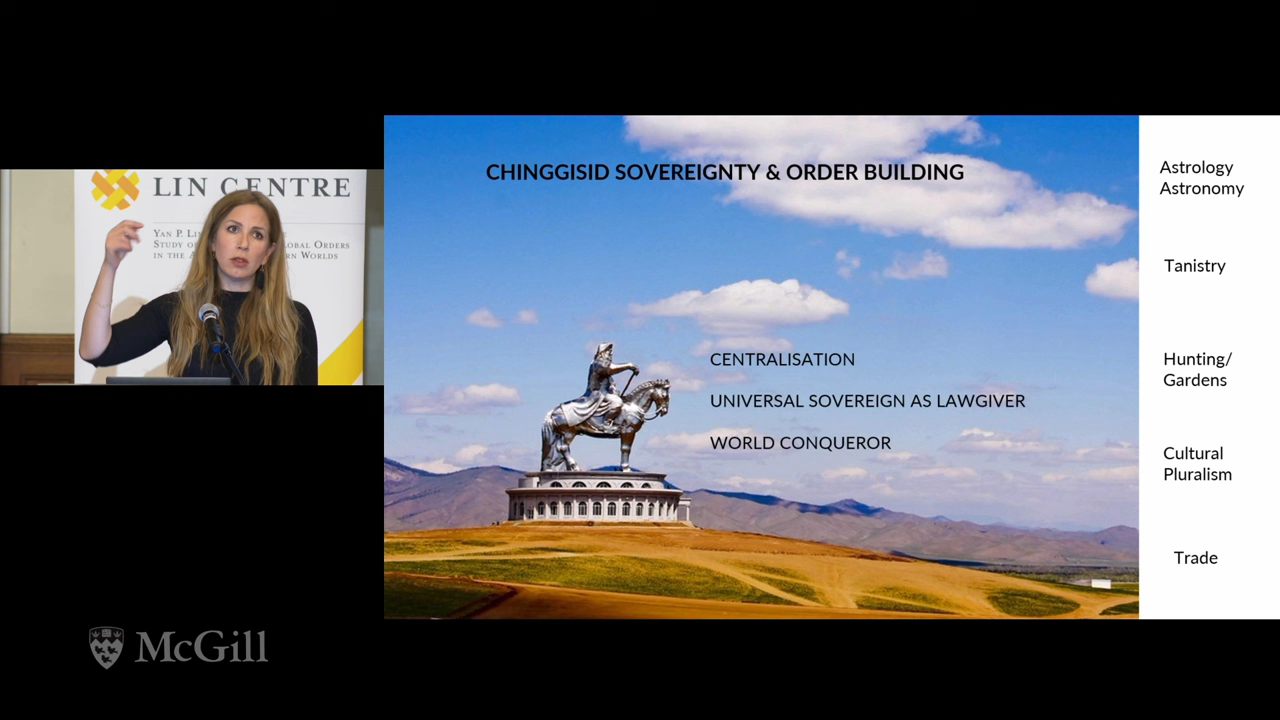 LIN CENTRE
YAN P.
STUDY LOBAL ORDERS
IN THE RN WORLDS
CHINGGISID SOVEREIGNTY & ORDER BUILDING
CENTRALISATION
UNIVERSAL SOVEREIGN AS LAWGIVER
WORLD CONQUEROR
Astrology
Astronomy
Tanistry
Hunting/
Gardens
Cultural
Pluralism
Trade
McGill